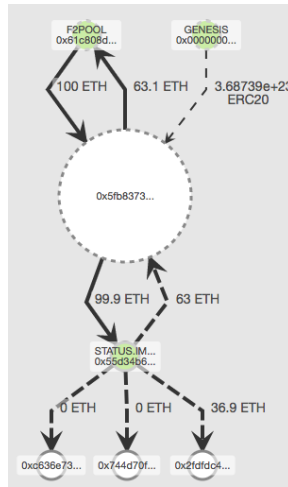 F2POOL
0x61c808d...
GENESIS
0x0000000...
100 ETH
63.1 ETH
3.68739e+23
ERC20
0x5fb8373...
99.9 ETH
63 ETH
STATUS.IM...
0x55d34b6...
0 ETH
0 ETH
36.9 ETH
0xc636e73...
0x744d70f...
0x2fdfdc4...